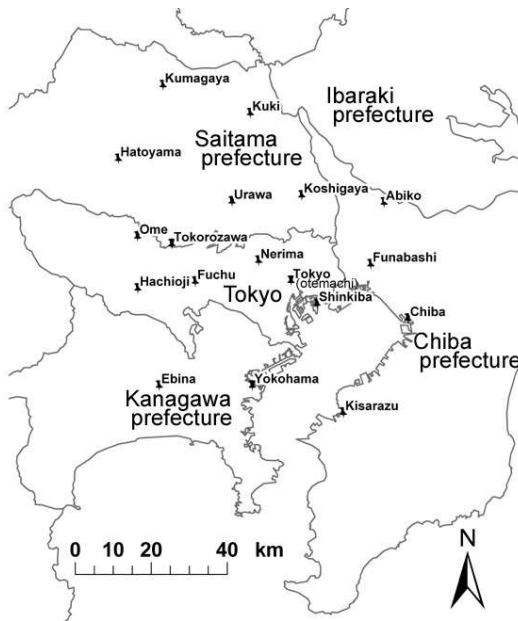 Kumagaya
Ibaraki
prefecture
Kuki
Saitama
prefecture
Hatoyama
Koshigaya
Urawa
Abiko
Ome
Tokorozawa
Nerima
Funabashi
Fuchu
Tokyo
(otemachi)
Hachioji
Tokyo
Shinkiba
Chiba
Chiba
prefecture
Ebina
Yokohama
Kanagawa
prefecture
Kisarazu
N
0 10 20 40 km